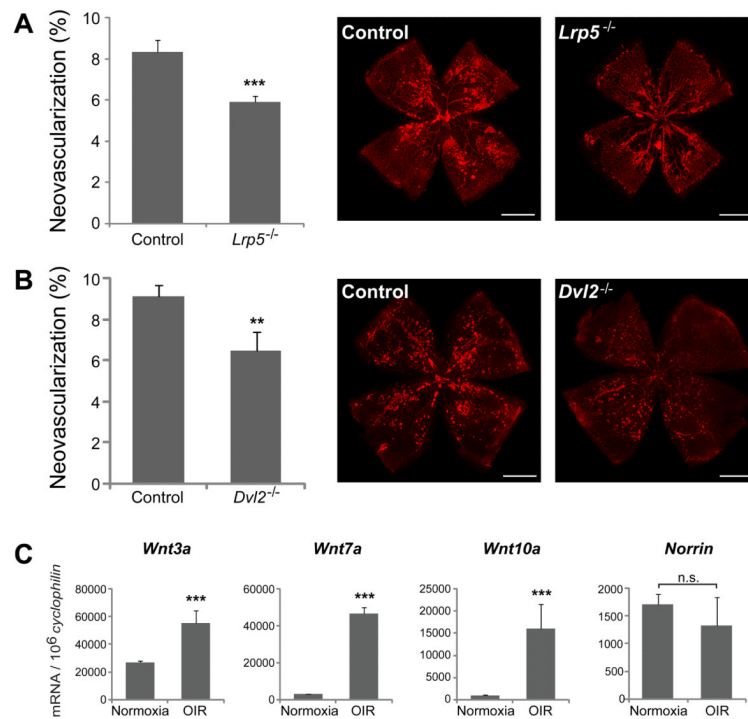 A
Neovascularization (%)
10
8
6
4
2
0
***
Control
Lrp5-/-
Control
Lrp5-/-
B
Neovascularization (%)
10
8
6
4
2
0
**
Control
Dvl2-/-
Control
Dvl2-/-
C
mRNA / 10⁶ cyclophilin
Wnt3a
80000
60000
40000
20000
0
***
Normoxia
OIR
Wnt7a
60000
40000
20000
0
***
Normoxia
OIR
Wnt10a
25000
20000
15000
10000
5000
0
***
Normoxia
OIR
Norrin
2000
1500
1000
500
0
n.s.
Normoxia
OIR